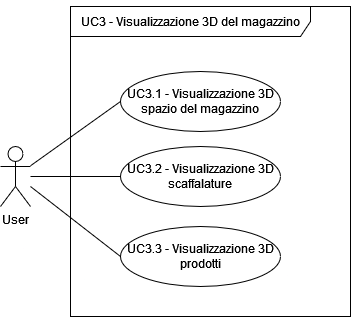 UC3 - Visualizzazione 3D del magazzino
UC3.1 - Visualizzazione 3D
spazio del magazzino
UC3.2 - Visualizzazione 3D
scaffalature
User
UC3.3 - Visualizzazione 3D
prodotti